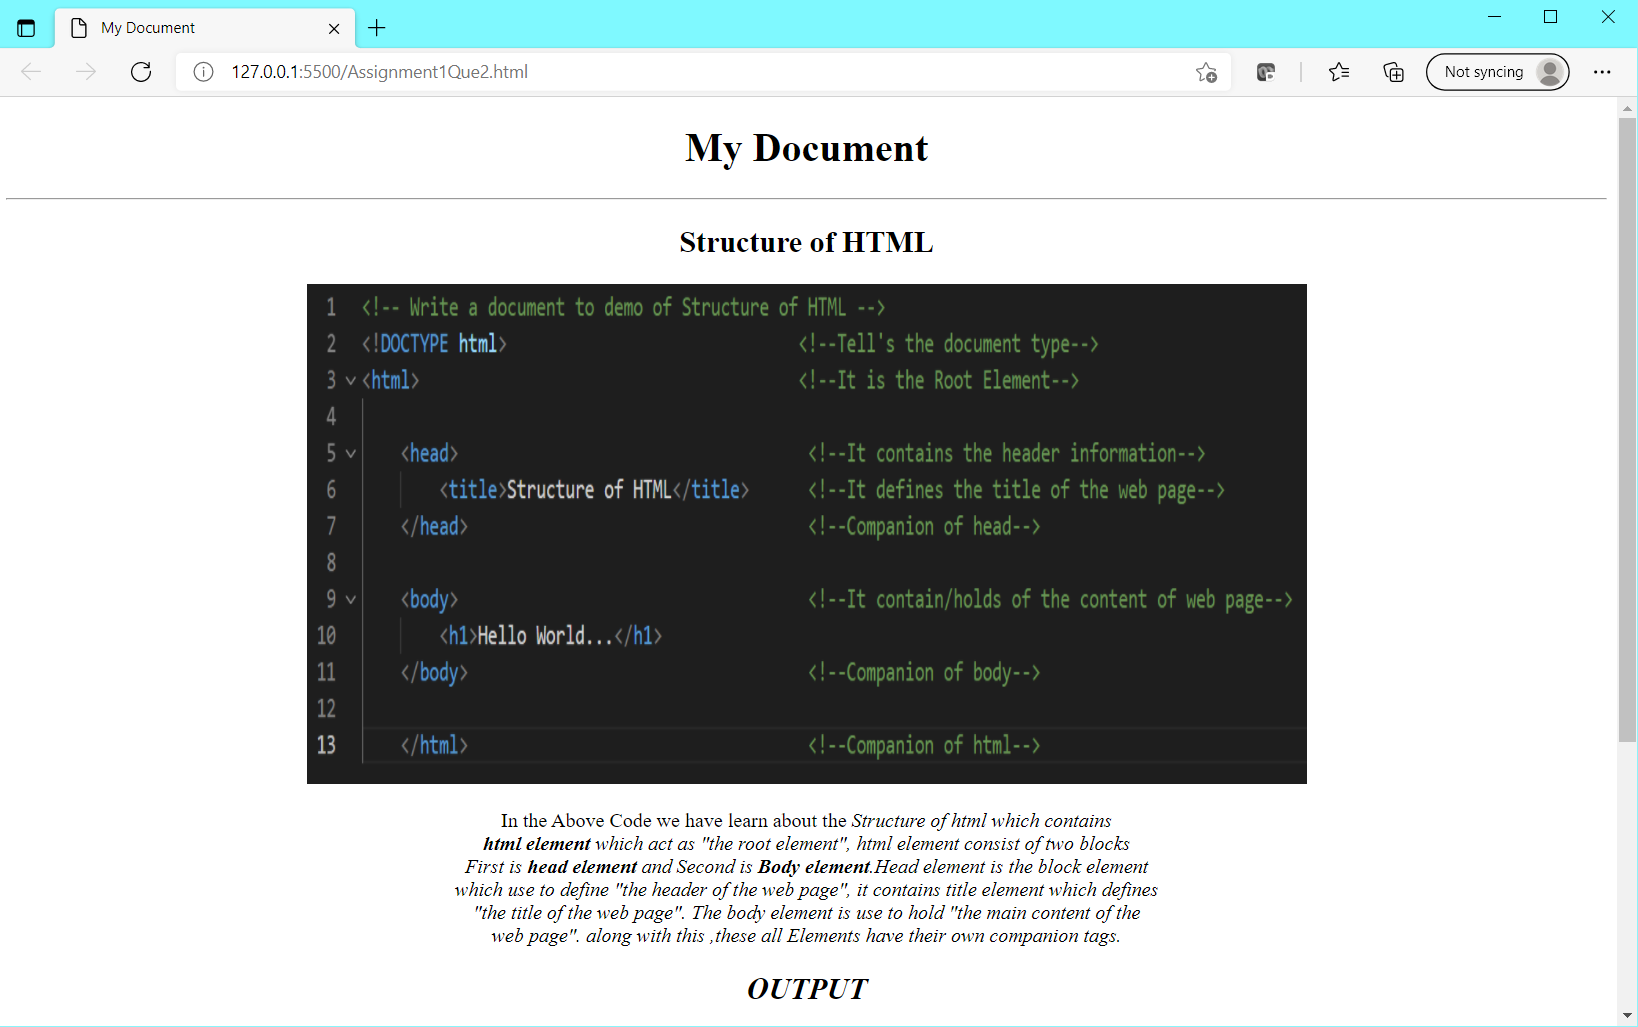 My Document
127.0.0.1:5500/Assignment1Que2.html
Not syncing
My Document
Structure of HTML
1 <!-- Write a document to demo of Structure of HTML -->
2 <!DOCTYPE html> <!--Tell's the document type-->
3 <html> <!--It is the Root Element-->
4
5 <head> <!--It contains the header information-->
6 <title>Structure of HTML</title> <!--It defines the title of the web page-->
7 </head> <!--Companion of head-->
8
9 <body> <!--It contain/holds of the content of web page-->
10 <h1>Hello World...</h1>
11 </body> <!--Companion of body-->
12
13 </html> <!--Companion of html-->
In the Above Code we have learn about the Structure of html which contains
html element which act as "the root element", html element consist of two blocks
First is head element and Second is Body element.Head element is the block element
which use to define "the header of the web page", it contains title element which defines
"the title of the web page". The body element is use to hold "the main content of the
web page". along with this ,these all Elements have their own companion tags.
OUTPUT